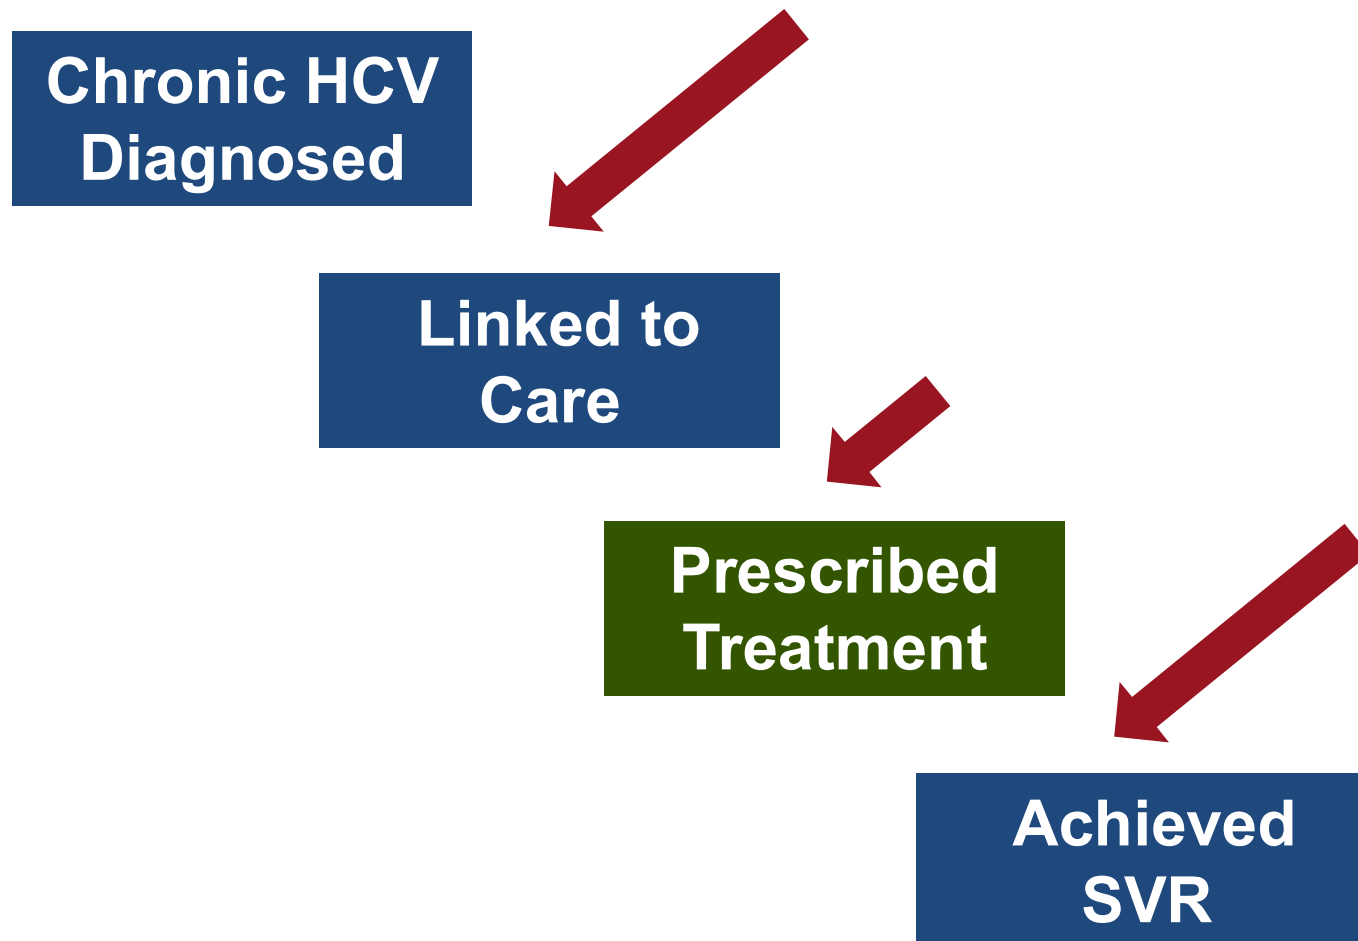 Chronic HCV
Diagnosed
Linked to
Care
Prescribed
Treatment
Achieved
SVR